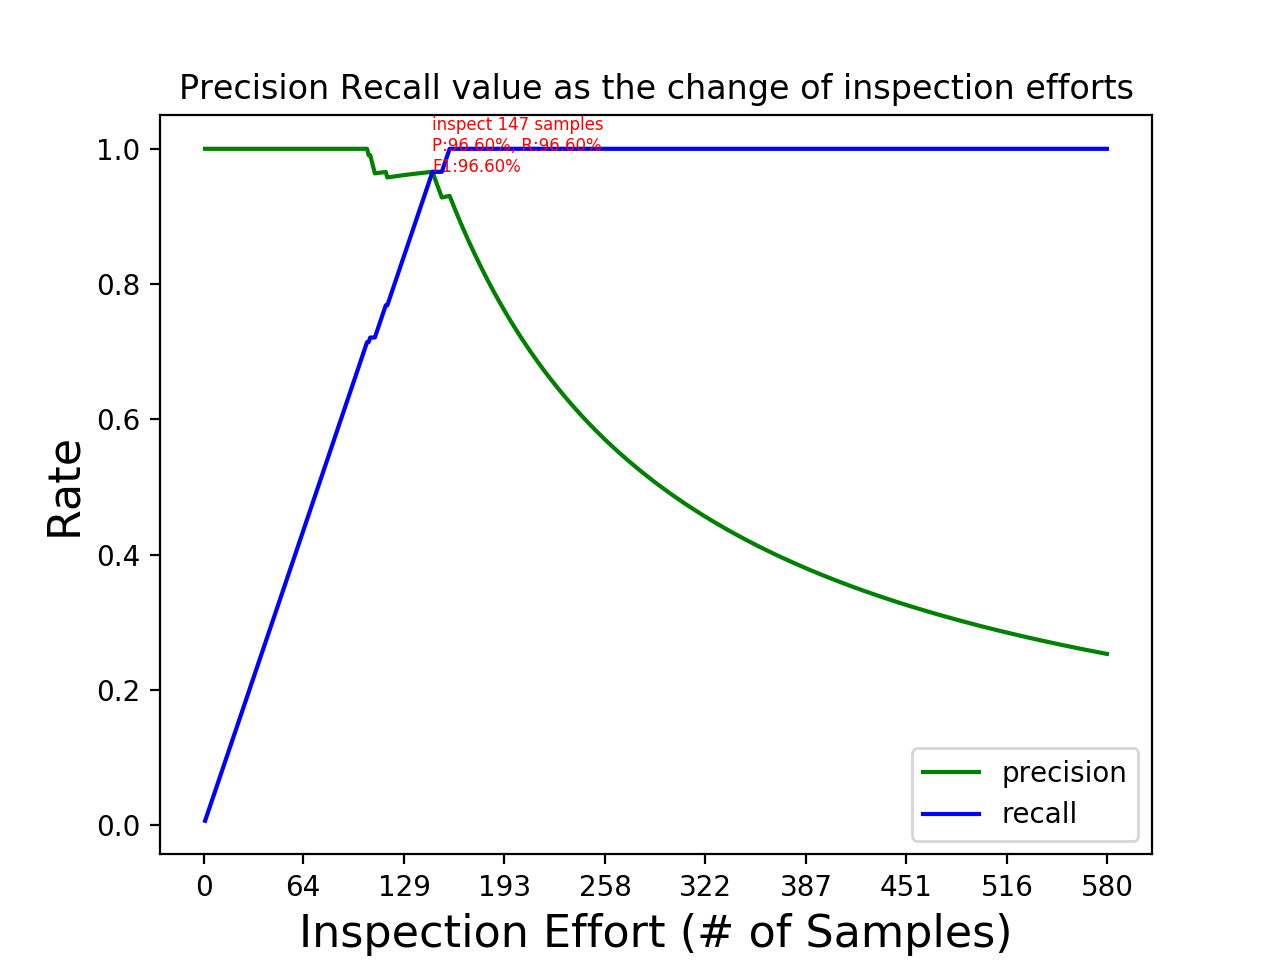 Precision Recall value as the change of inspection efforts
inspect 147 samples
P:96.60%, R:96.60%
F1:96.60%
1.0
0.8
0.6
0.4
0.2
0.0
Rate
precision
recall
0 64 129 193 258 322 387 451 516 580
Inspection Effort (# of Samples)